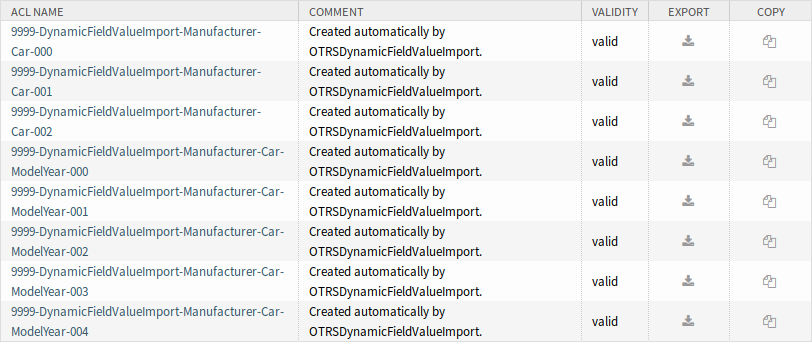 ACL NAME COMMENT VALIDITY EXPORT COPY
9999-DynamicFieldValueImport-Manufacturer- Created automatically by
Car-000 OTRSDynamicFieldValueImport. valid
9999-DynamicFieldValueImport-Manufacturer- Created automatically by
Car-001 OTRSDynamicFieldValueImport. valid
9999-DynamicFieldValueImport-Manufacturer- Created automatically by
Car-002 OTRSDynamicFieldValueImport. valid
9999-DynamicFieldValueImport-Manufacturer-Car- Created automatically by
ModelYear-000 OTRSDynamicFieldValueImport. valid
9999-DynamicFieldValueImport-Manufacturer-Car- Created automatically by
ModelYear-001 OTRSDynamicFieldValueImport. valid
9999-DynamicFieldValueImport-Manufacturer-Car- Created automatically by
ModelYear-002 OTRSDynamicFieldValueImport. valid
9999-DynamicFieldValueImport-Manufacturer-Car- Created automatically by
ModelYear-003 OTRSDynamicFieldValueImport. valid
9999-DynamicFieldValueImport-Manufacturer-Car- Created automatically by
ModelYear-004 OTRSDynamicFieldValueImport. valid